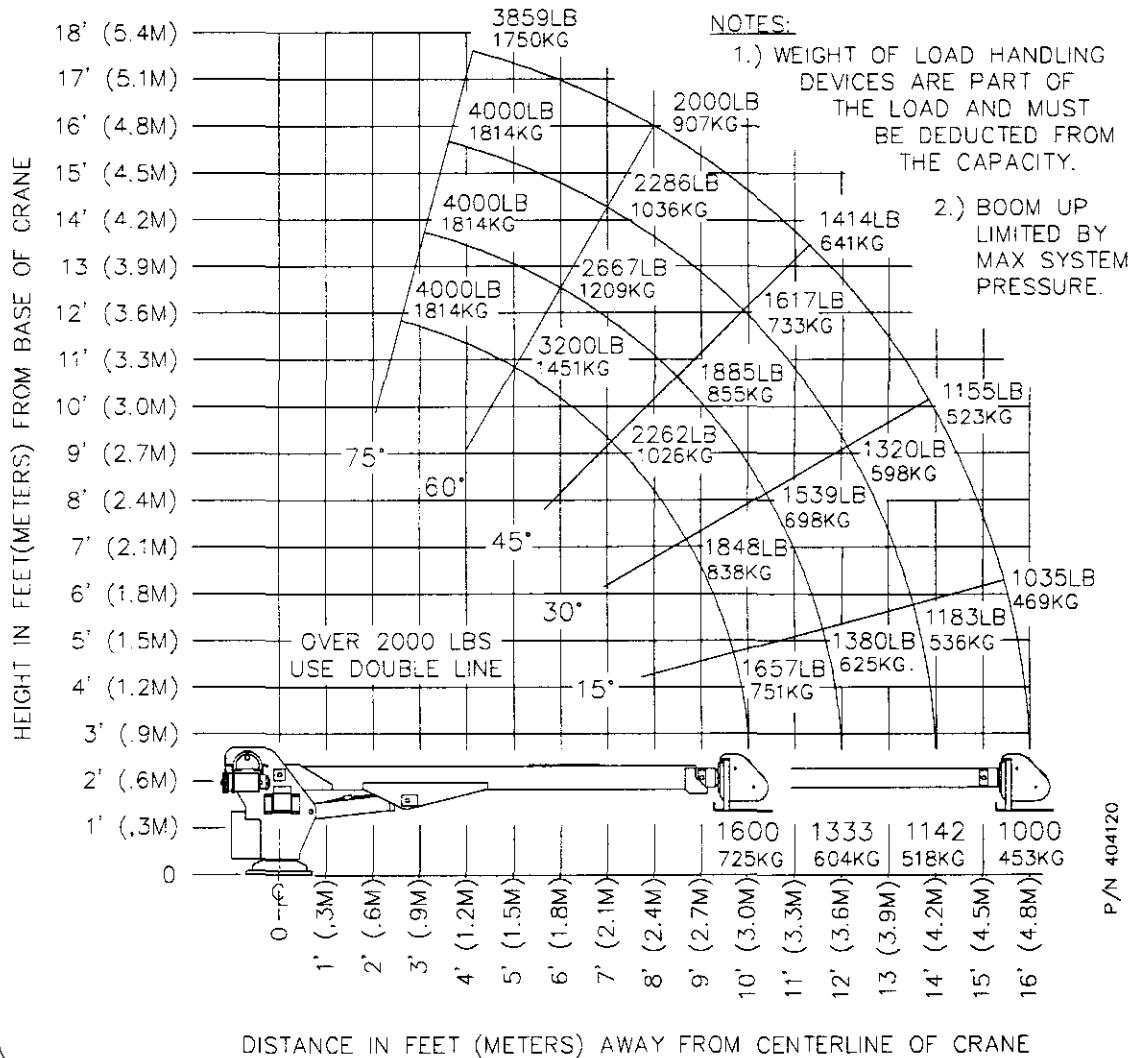 3859LB
1750KG
NOTES:
1.) WEIGHT OF LOAD HANDLING
DEVICES ARE PART OF
THE LOAD AND MUST
BE DEDUCTED FROM
THE CAPACITY.
2.) BOOM UP
LIMITED BY
MAX SYSTEM
PRESSURE.
HEIGHT IN FEET(METERS) FROM BASE OF CRANE
18' (5.4M)
17' (5.1M)
16' (4.8M)
15' (4.5M)
14' (4.2M)
13 (3.9M)
12' (3.6M)
11' (3.3M)
10' (3.0M)
9' (2.7M)
8' (2.4M)
7' (2.1M)
6' (1.8M)
5' (1.5M)
4' (1.2M)
3' (.9M)
2' (.6M)
1' (.3M)
0
4000LB
1814KG
2000LB
907KG
4000LB
1814KG
2286LB
1036KG
1414LB
641KG
4000LB
1814KG
2667LB
1209KG
1617LB
733KG
3200LB
1451KG
1885LB
855KG
1155LB
523KG
2262LB
1026KG
1320LB
598KG
1539LB
698KG
1848LB
838KG
1035LB
469KG
1183LB
536KG
1380LB
625KG.
1657LB
751KG
75°
60°
45°
30°
15°
OVER 2000 LBS
USE DOUBLE LINE
1600
725KG
1333
604KG
1142
518KG
1000
453KG
P/N 404120
0
1' (.3M)
2' (.6M)
3' (.9M)
4' (1.2M)
5' (1.5M)
6' (1.8M)
7' (2.1M)
8' (2.4M)
9' (2.7M)
10' (3.0M)
11' (3.3M)
12' (3.6M)
13 (3.9M)
14' (4.2M)
15' (4.5M)
16' (4.8M)
DISTANCE IN FEET (METERS) AWAY FROM CENTERLINE OF CRANE